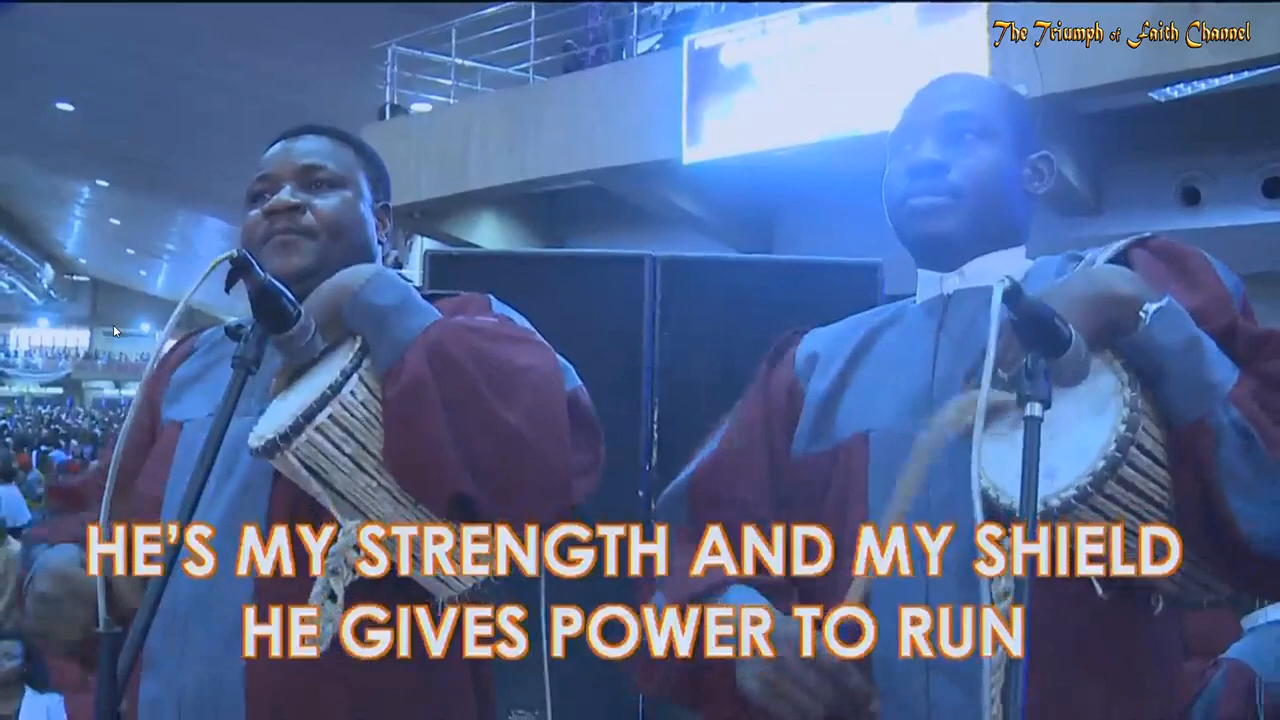 The Triumph of Faith Channel
HE'S MY STRENGTH AND MY SHIELD
HE GIVES POWER TO RUN